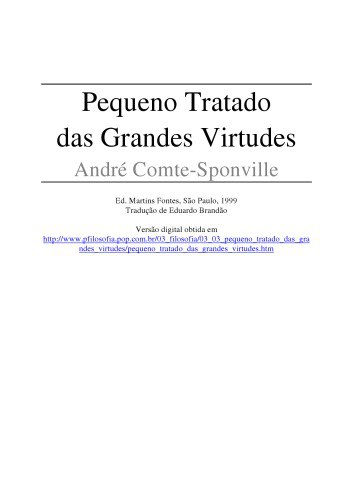 Pequeno Tratado
das Grandes Virtudes
André Comte-Sponville
Ed. Martins Fontes, São Paulo, 1999
Tradução de Eduardo Brandão
Versão digital obtida em
http://www.pfilosofia.pop.com.br/03_filosofia/03_03_pequeno_tratado_das_gra
ndes_virtudes/pequeno_tratado_das_grandes_virtudes.htm